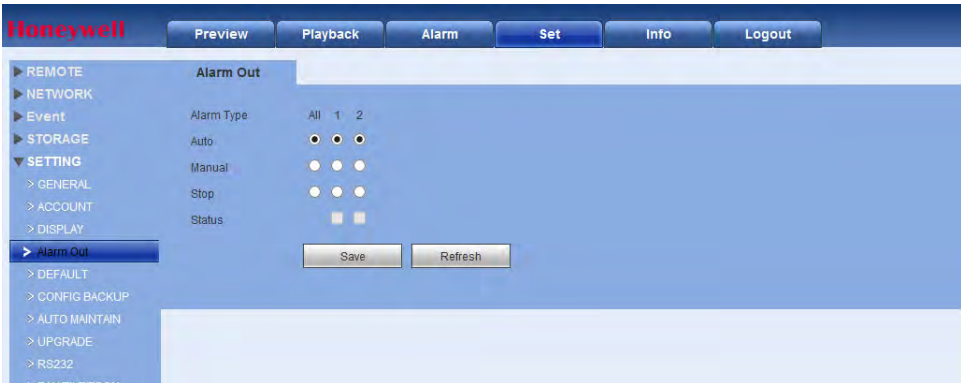 Honeywell
Preview Playback Alarm Set Info Logout
REMOTE
NETWORK
Event
STORAGE
SETTING
> GENERAL
> ACCOUNT
> DISPLAY
> Alarm Out
> DEFAULT
> CONFIG BACKUP
> AUTO MAINTAIN
> UPGRADE
> RS232
Alarm Out
Alarm Type All 1 2
Auto
Manual
Stop
Status
Save Refresh